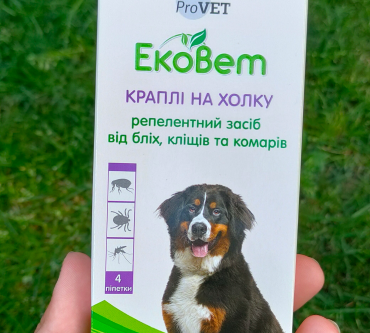 ProVET
ЕкоВет
КРАПЛІ НА ХОЛКУ
репелентний засіб
від бліх, кліщів та комарів
4
піпетки